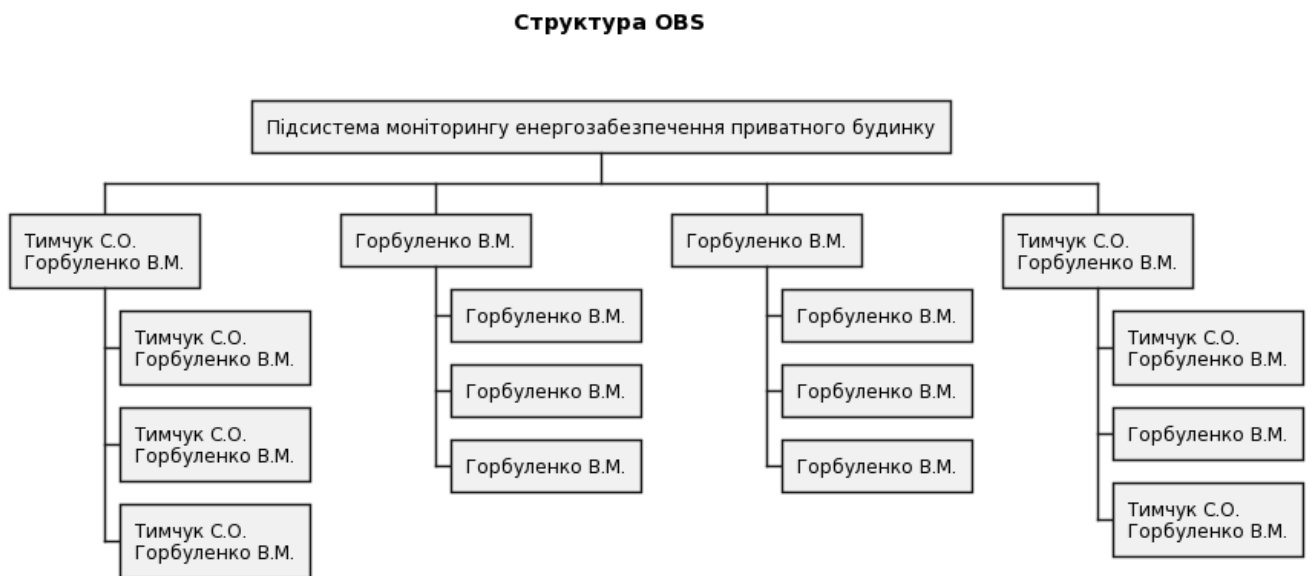 Структура OBS
Підсистема моніторингу енергозабезпечення приватного будинку
Тимчук С.О.
Горбуленко В.М.
Тимчук С.О.
Горбуленко В.М.
Тимчук С.О.
Горбуленко В.М.
Тимчук С.О.
Горбуленко В.М.
Горбуленко В.М.
Горбуленко В.М.
Горбуленко В.М.
Горбуленко В.М.
Горбуленко В.М.
Горбуленко В.М.
Горбуленко В.М.
Горбуленко В.М.
Тимчук С.О.
Горбуленко В.М.
Тимчук С.О.
Горбуленко В.М.
Горбуленко В.М.
Тимчук С.О.
Горбуленко В.М.